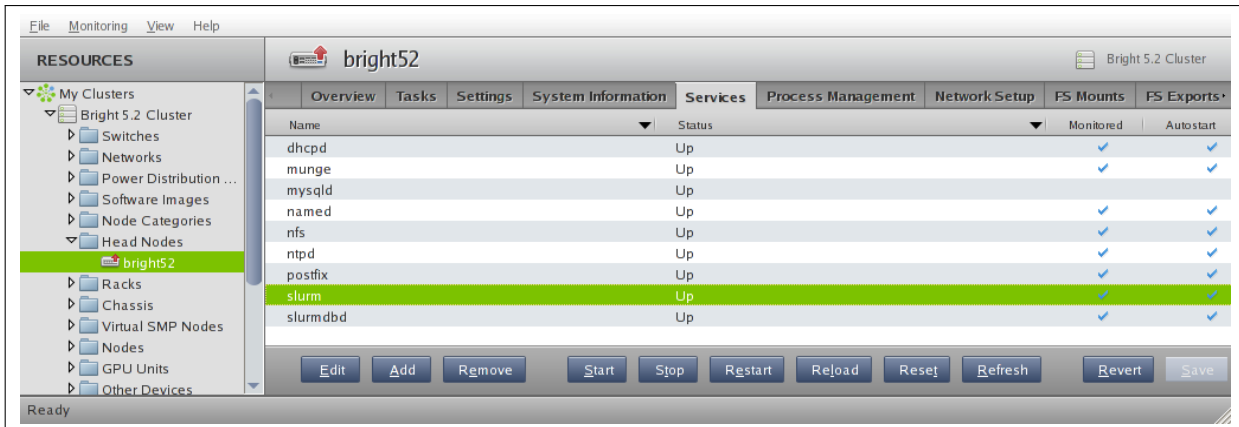 File Monitoring View Help
RESOURCES
bright52
Bright 5.2 Cluster
My Clusters
Bright 5.2 Cluster
Switches
Networks
Power Distribution ...
Software Images
Node Categories
Head Nodes
bright52
Racks
Chassis
Virtual SMP Nodes
Nodes
GPU Units
Other Devices
Overview Tasks Settings System Information Services Process Management Network Setup FS Mounts FS Exports
Name Status Monitored Autostart
dhcpd Up
munge Up
mysqld Up
named Up
nfs Up
ntpd Up
postfix Up
slurm Up
slurmdbd Up
Edit Add Remove Start Stop Restart Reload Reset Refresh Revert Save
Ready